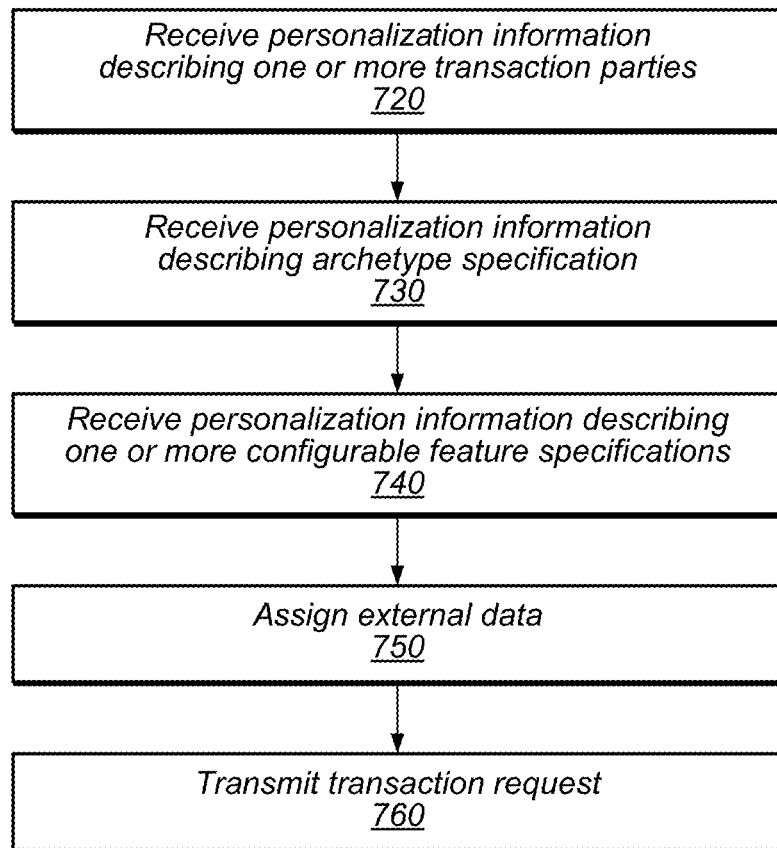 Receive personalization information
describing one or more transaction parties
720
Receive personalization information
describing archetype specification
730
Receive personalization information describing
one or more configurable feature specifications
740
Assign external data
750
Transmit transaction request
760